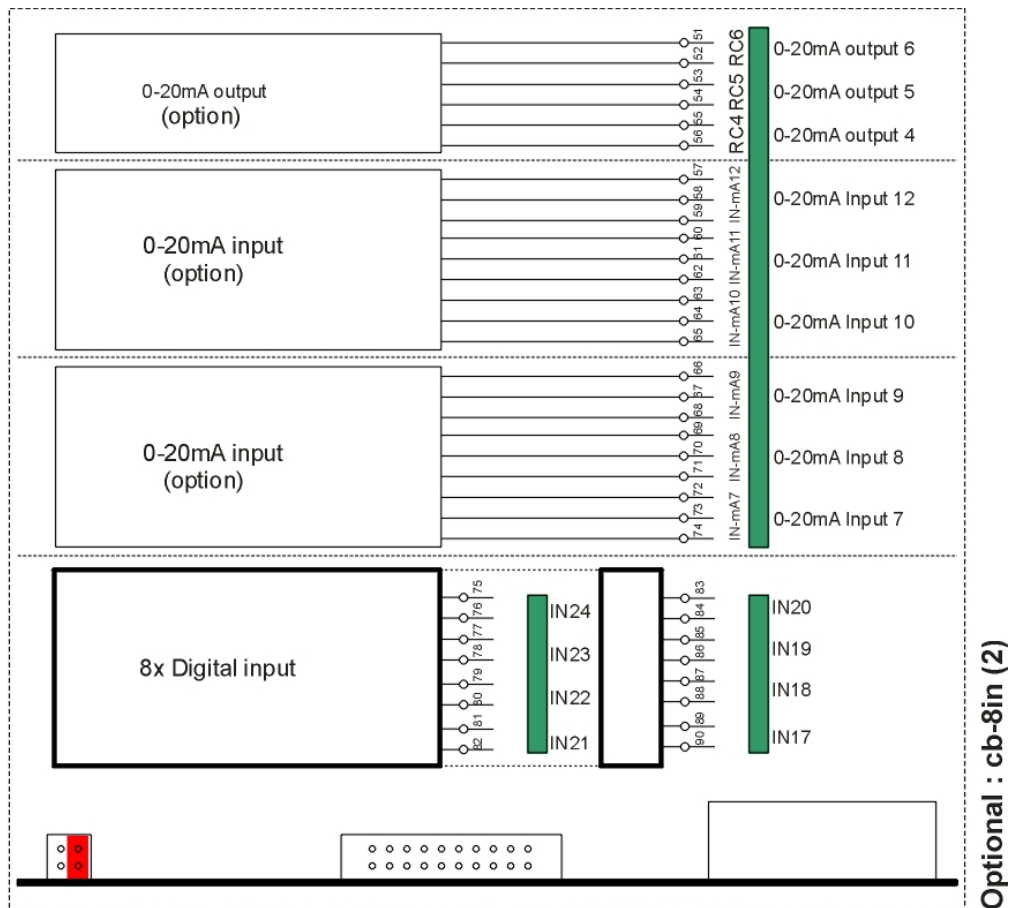 0-20mA output
(option)
51
52
53
54
55
56
RC6
RC5
RC4
0-20mA output 6
0-20mA output 5
0-20mA output 4
0-20mA input
(option)
57
58
59
60
61
62
63
64
65
IN-mA12
IN-mA11
IN-mA10
0-20mA Input 12
0-20mA Input 11
0-20mA Input 10
0-20mA input
(option)
66
67
68
69
70
71
72
73
74
IN-mA9
IN-mA8
IN-mA7
0-20mA Input 9
0-20mA Input 8
0-20mA Input 7
8x Digital input
75
76
77
78
79
80
81
82
IN24
IN23
IN22
IN21
83
84
85
86
87
88
89
90
IN20
IN19
IN18
IN17
Optional : cb-8in (2)